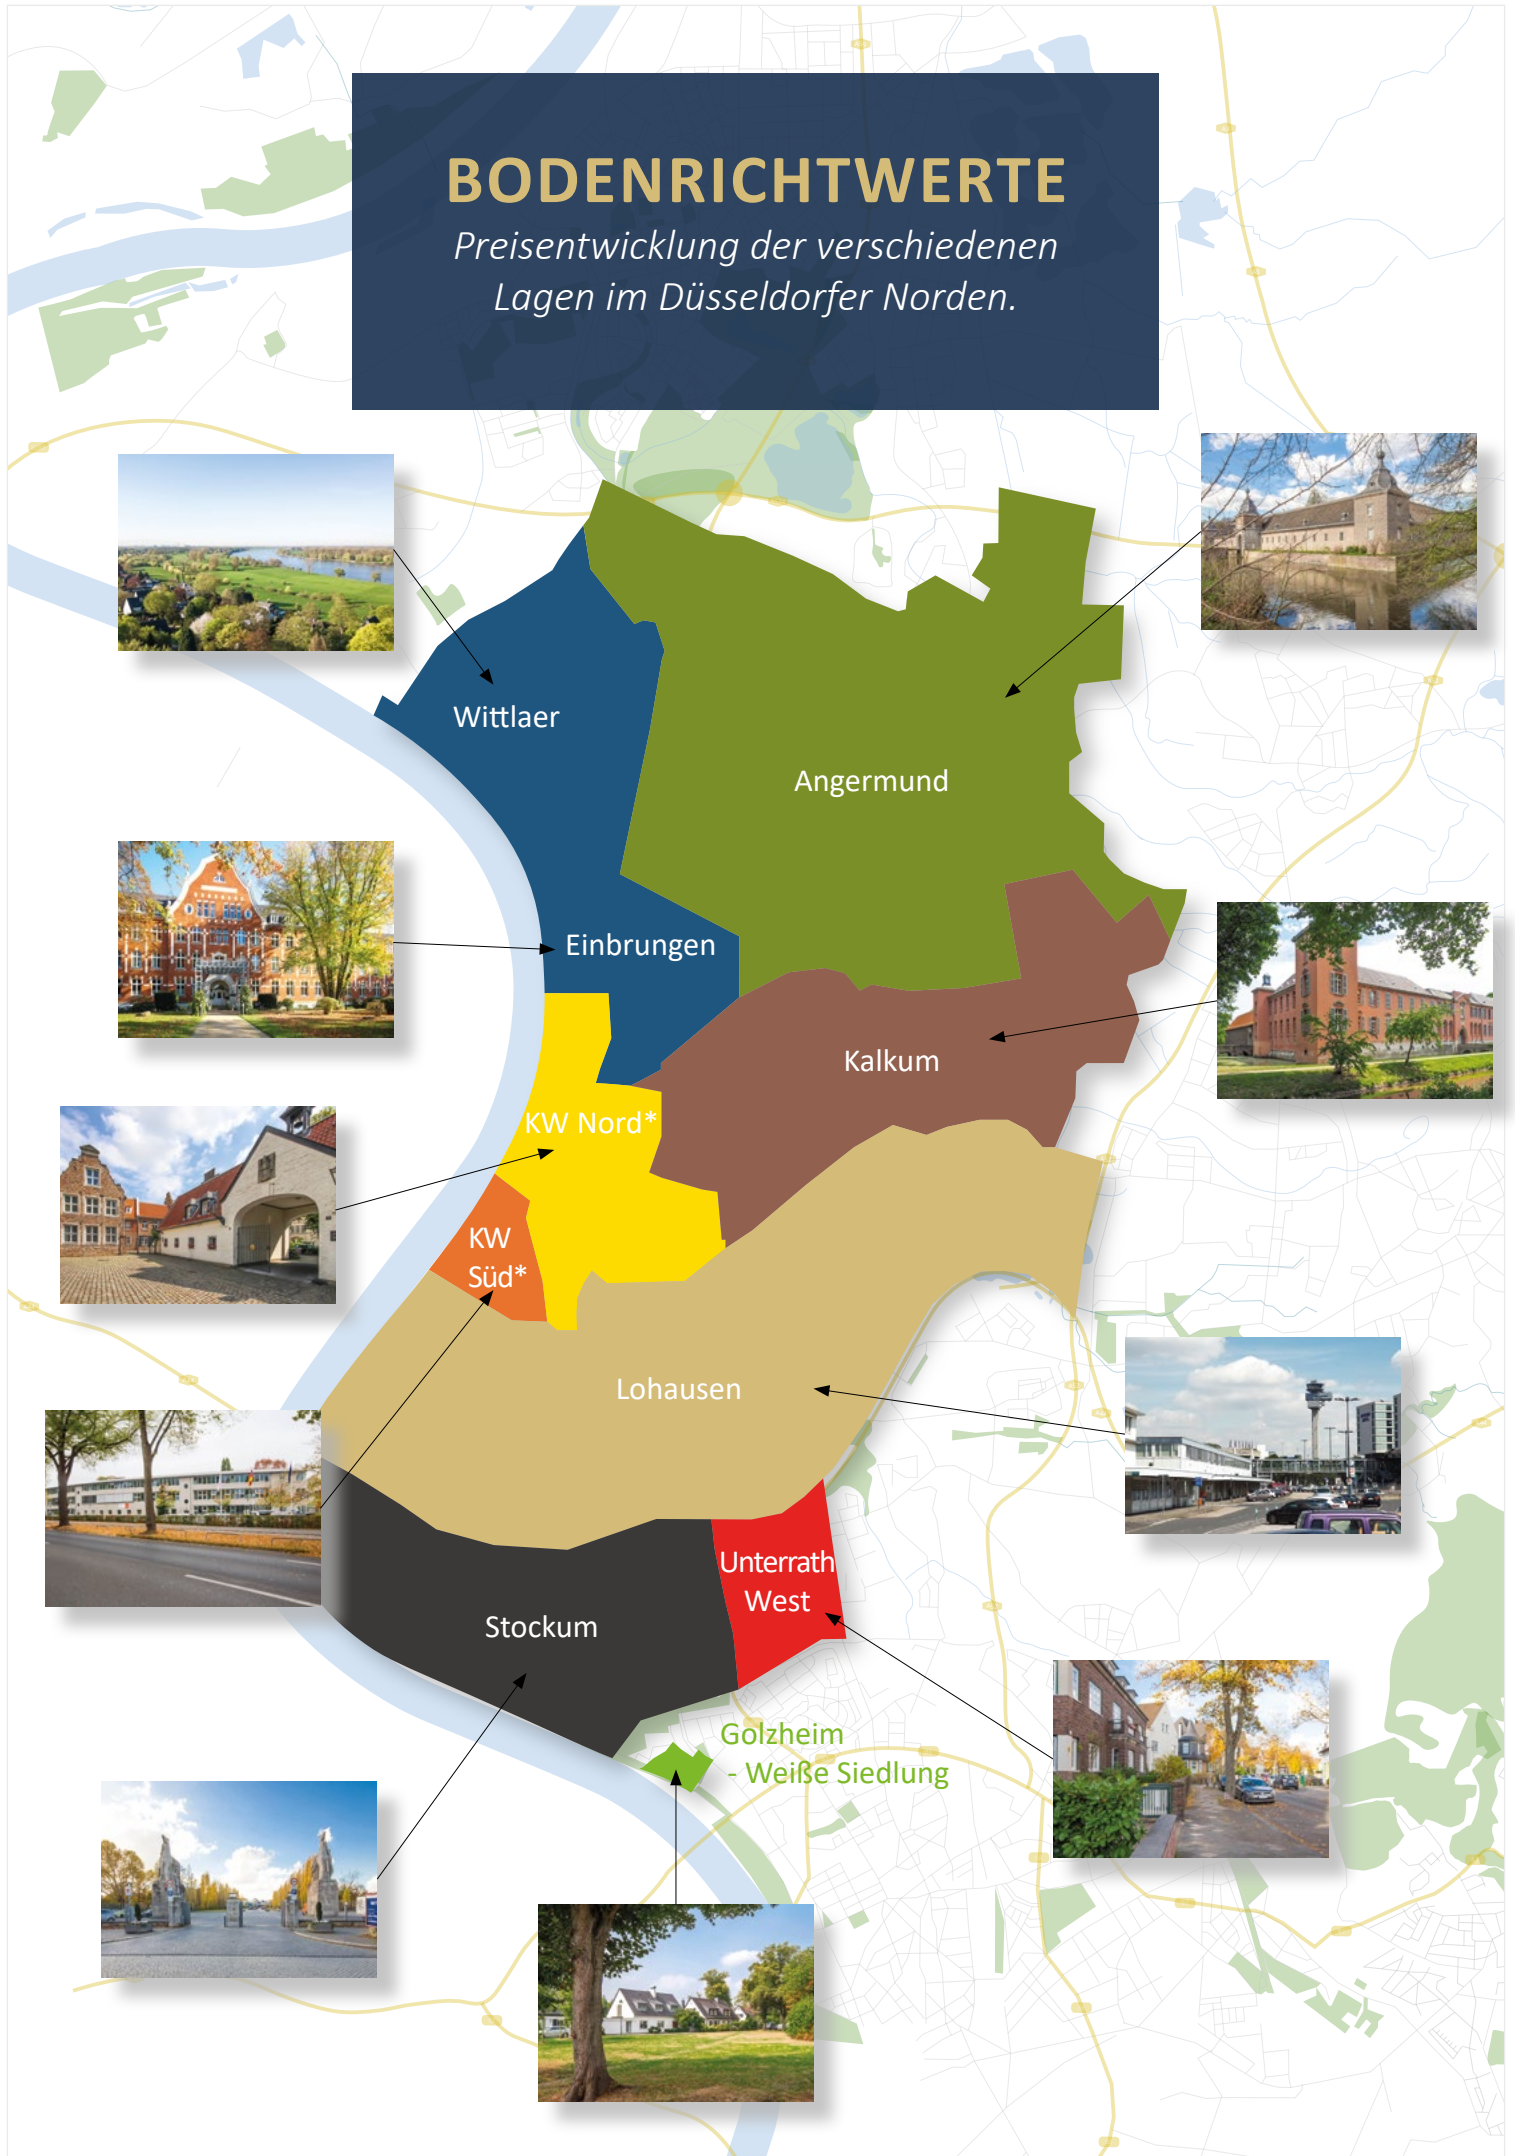 BODENRICHTWERTE
Preisentwicklung der verschiedenen
Lagen im Düsseldorfer Norden.
Wittlaer
Angermund
Einbrungen
Kalkum
KW Nord*
KW
Süd*
Lohausen
Unterrath
West
Stockum
Golzheim
- Weiße Siedlung